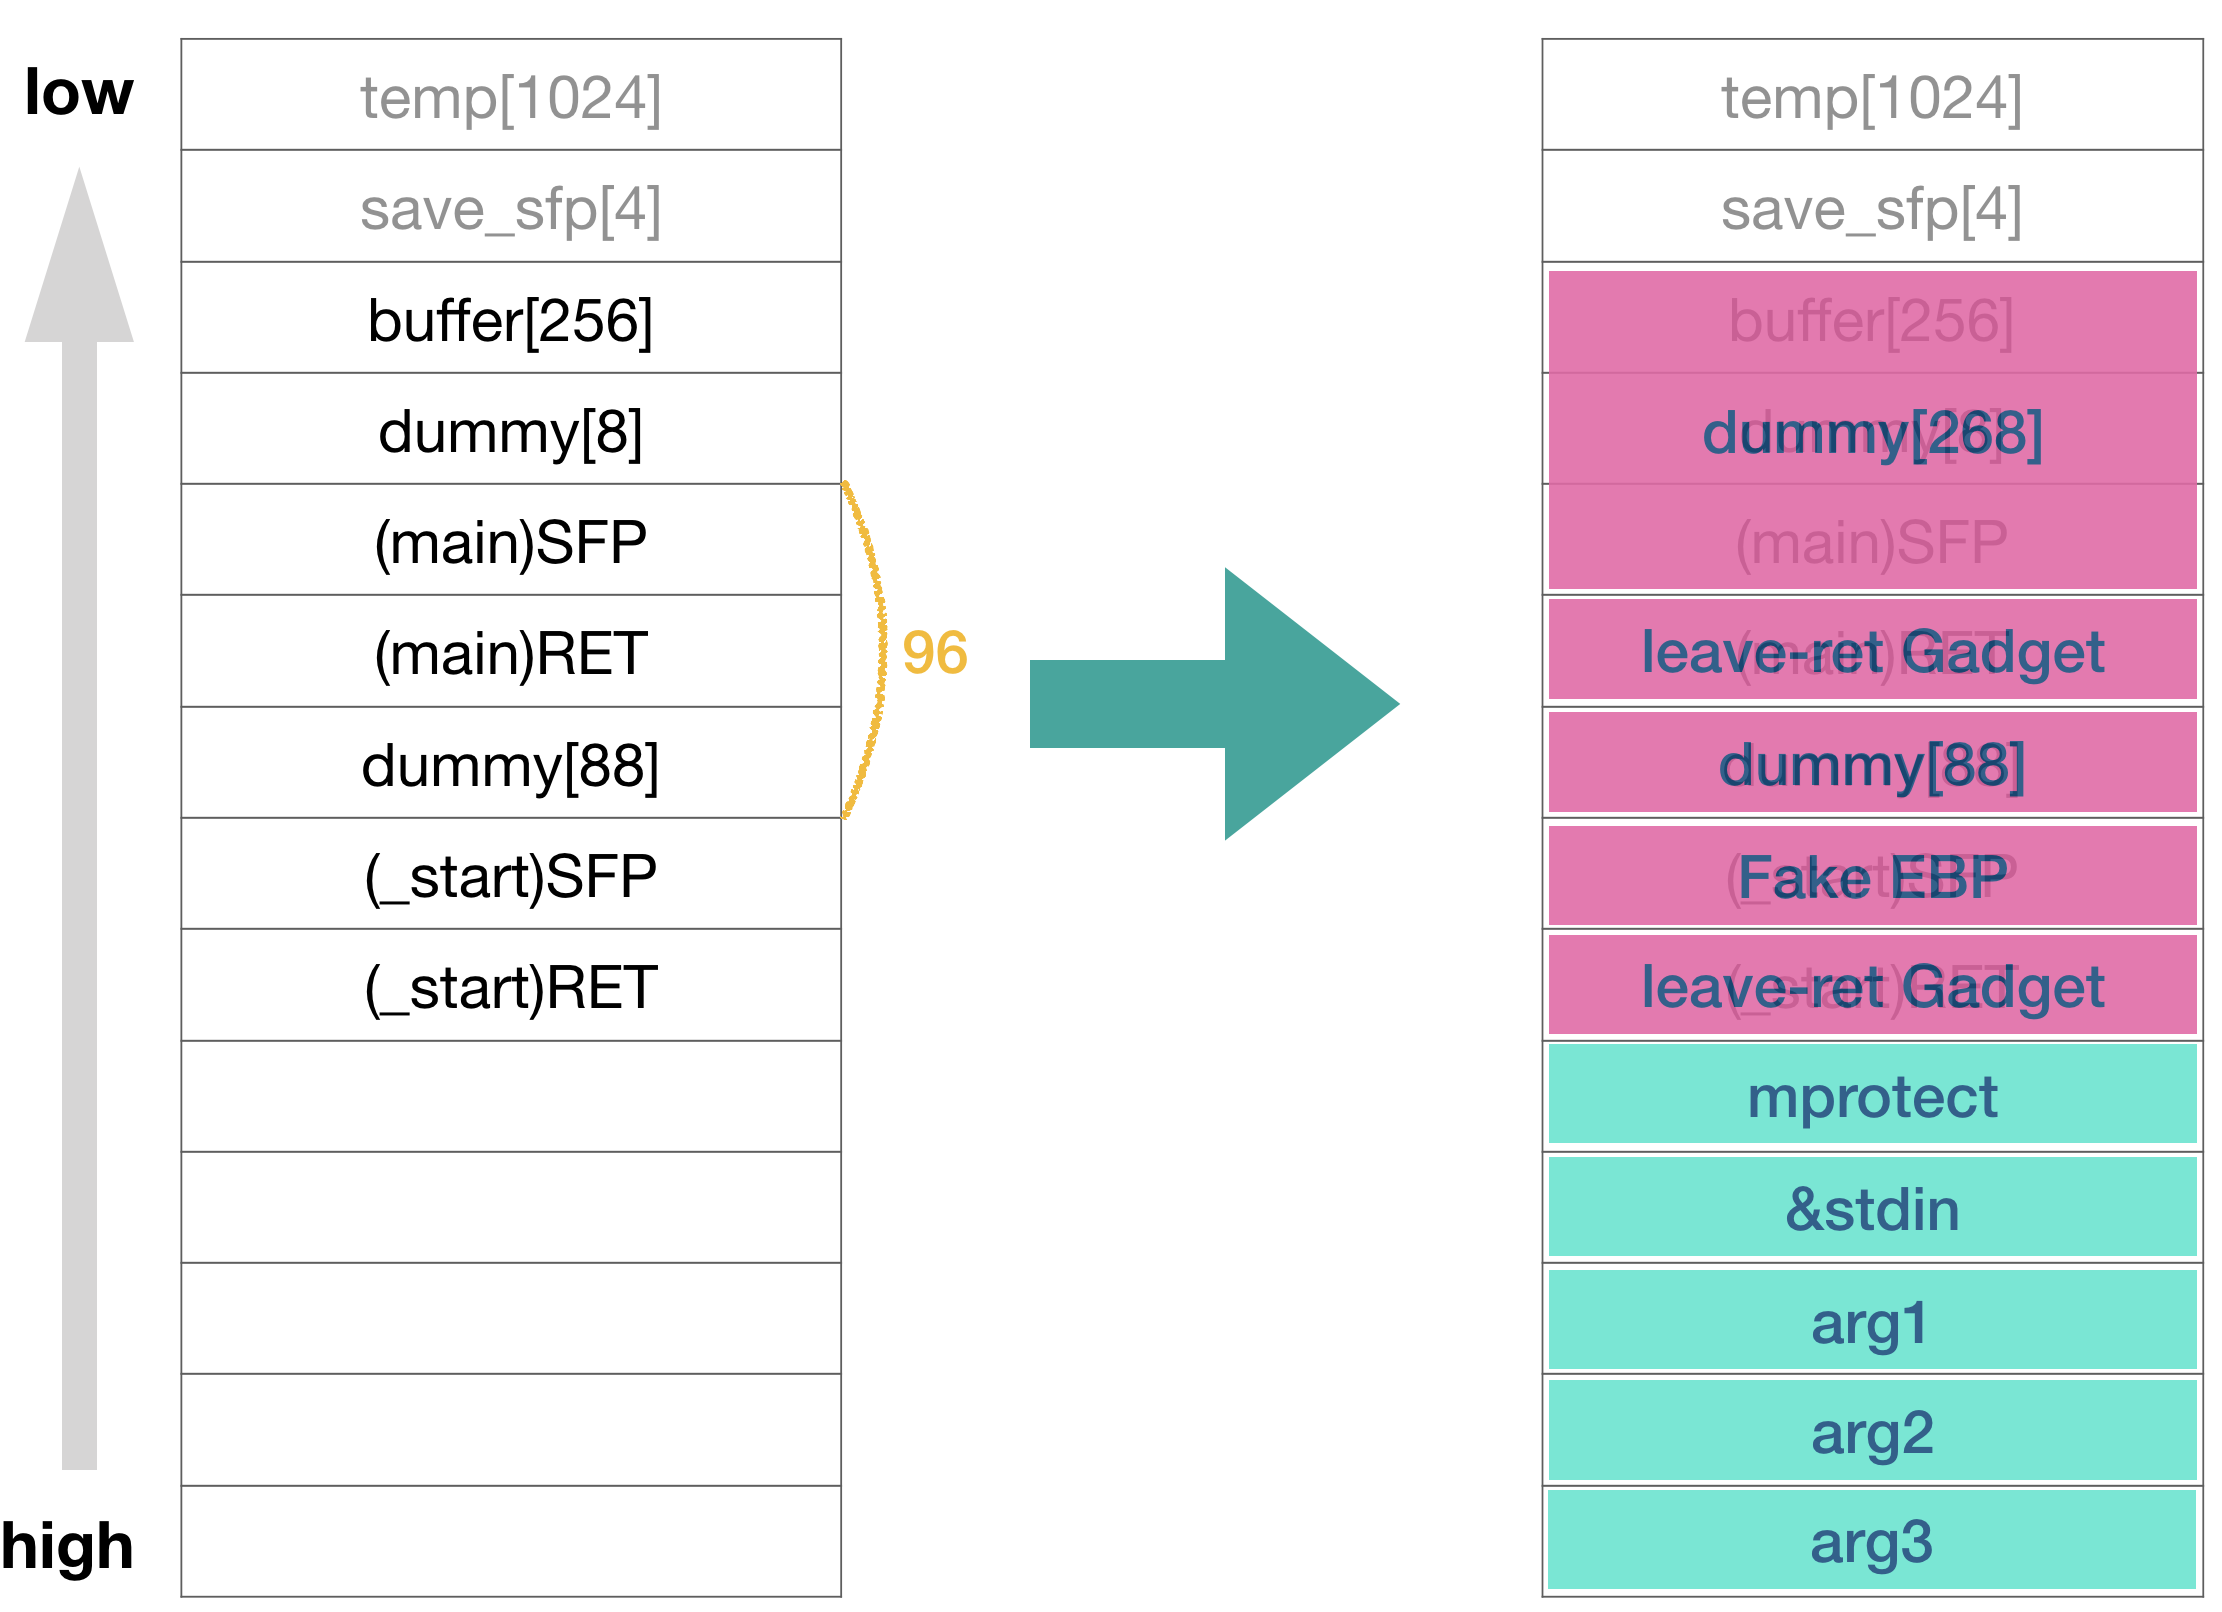 low
high
temp[1024]
save_sfp[4]
buffer[256]
dummy[8]
(main)SFP
(main)RET
dummy[88]
(_start)SFP
(_start)RET
96
temp[1024]
save_sfp[4]
buffer[256]
dummy[8]
dummy[268]
(main)SFP
(main)RET
leave-ret Gadget
dummy[88]
dummy[88]
(_start)SFP
Fake EBP
(_start)RET
leave-ret Gadget
mprotect
&stdin
arg1
arg2
arg3